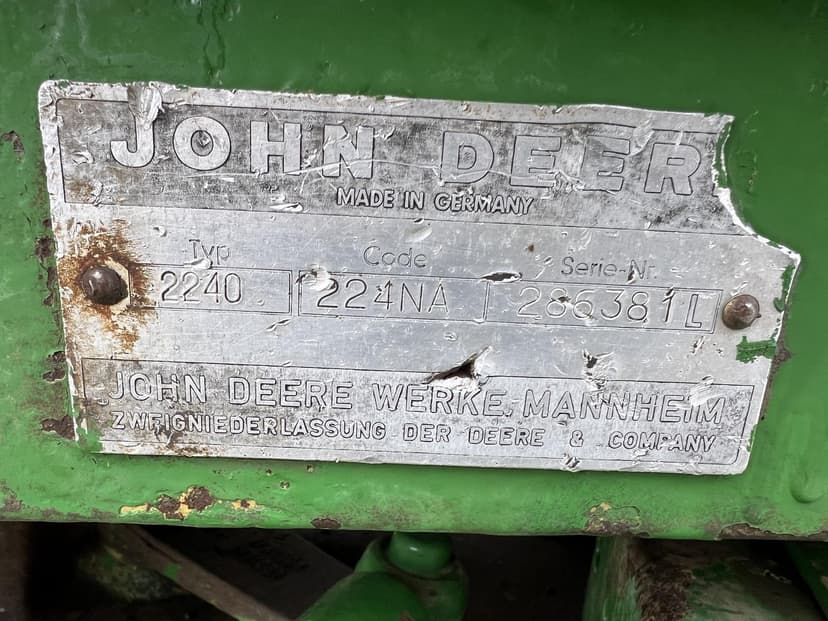 JOHN DEER
MADE IN GERMANY
Typ Code Serie-Nr.
2240 224NA 286381L
JOHN DEERE WERKE, MANNHEIM
ZWEIGNIEDERLASSUNG DER DEERE & COMPANY